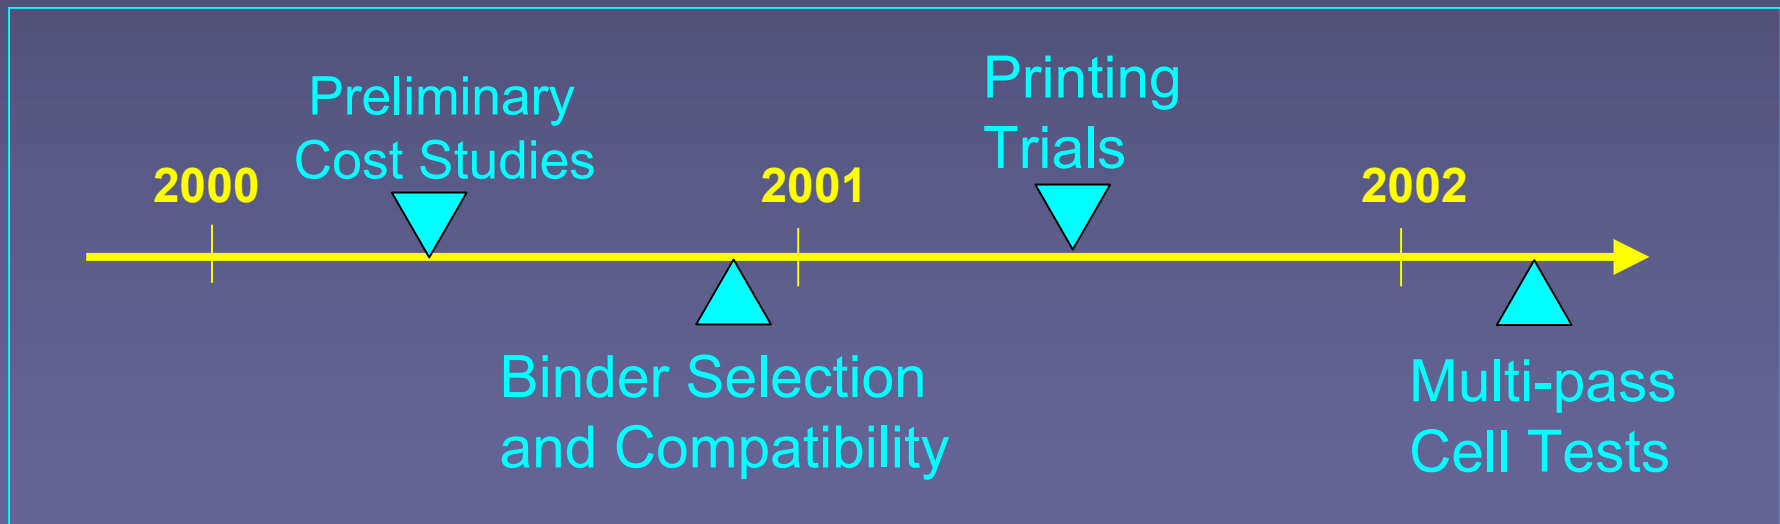 Preliminary
Cost Studies
Printing
Trials
2000
2001
2002
Binder Selection
and Compatibility
Multi-pass
Cell Tests